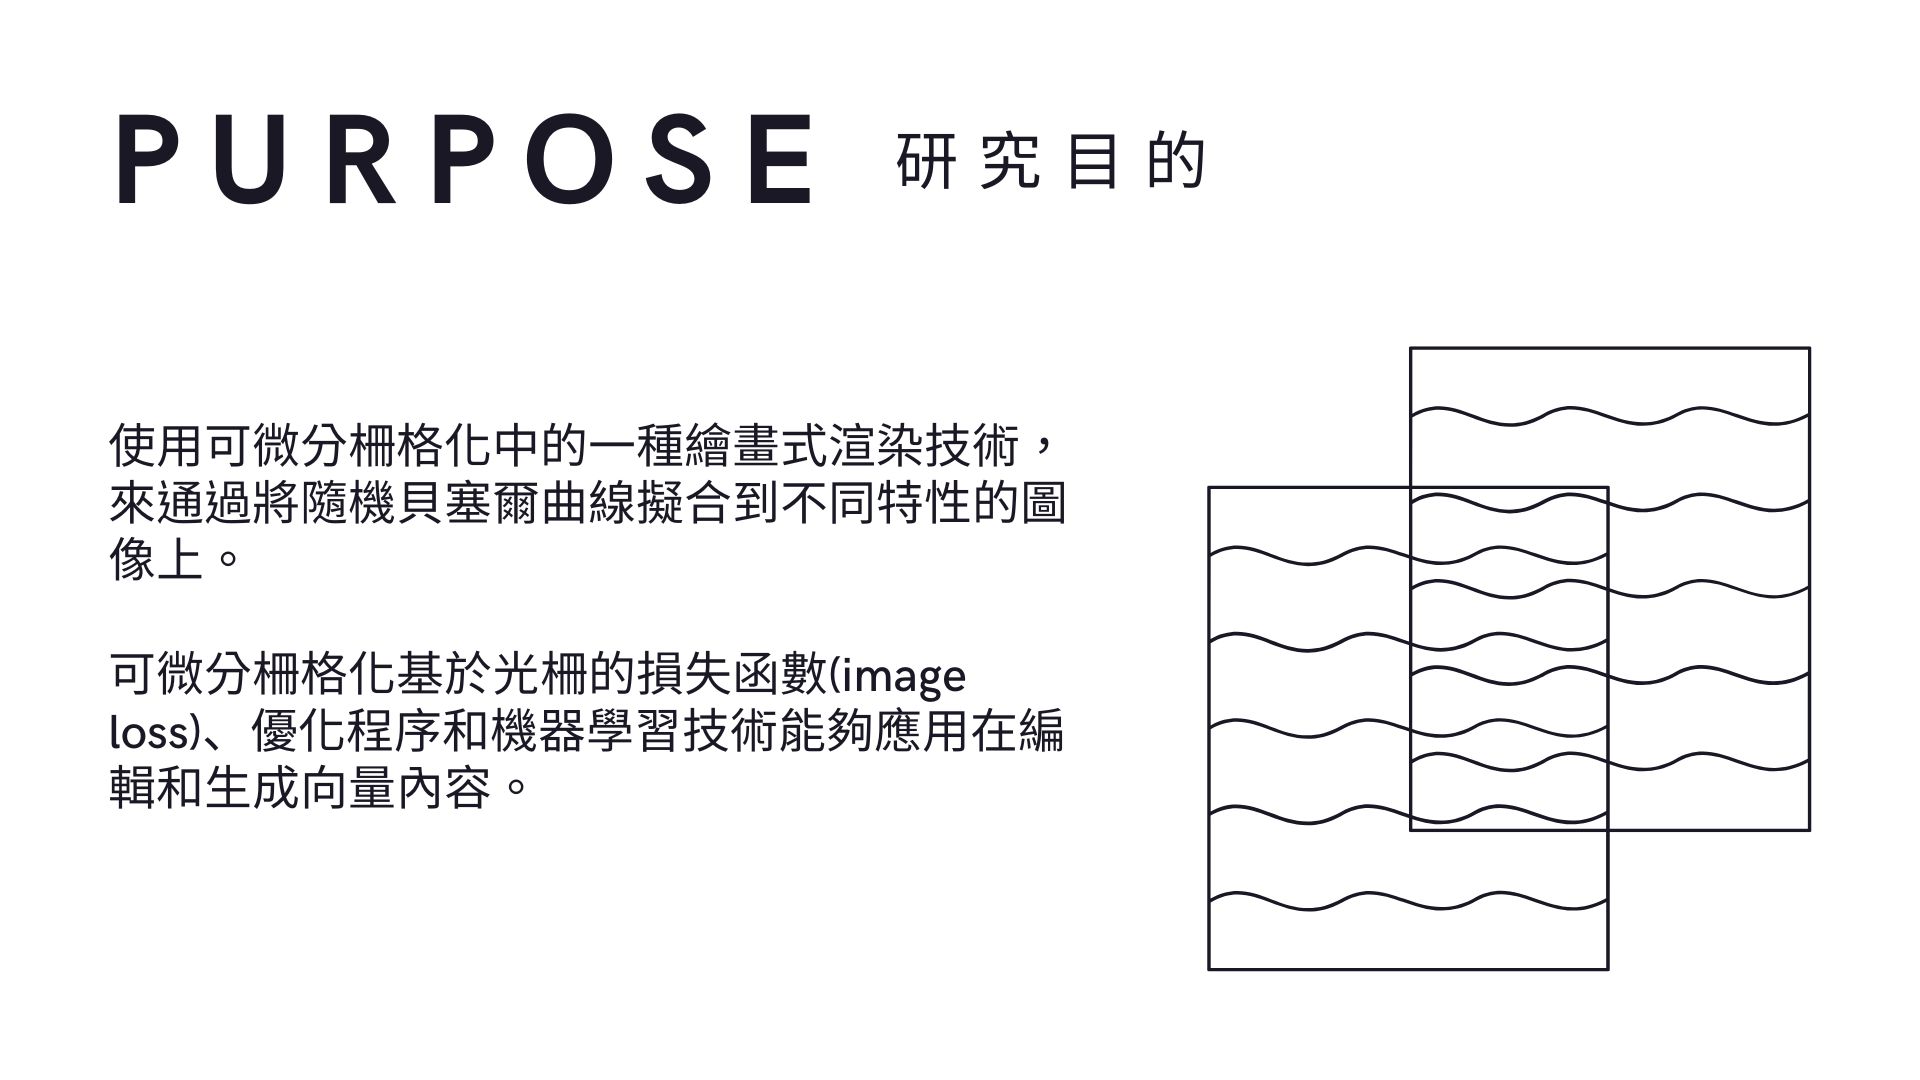 PURPOSE 研究目的
使用可微分柵格化中的一種繪畫式渲染技術，
來通過將隨機貝塞爾曲線擬合到不同特性的圖
像上。
可微分柵格化基於光柵的損失函數(image
loss)、優化程序和機器學習技術能夠應用在編
輯和生成向量內容。